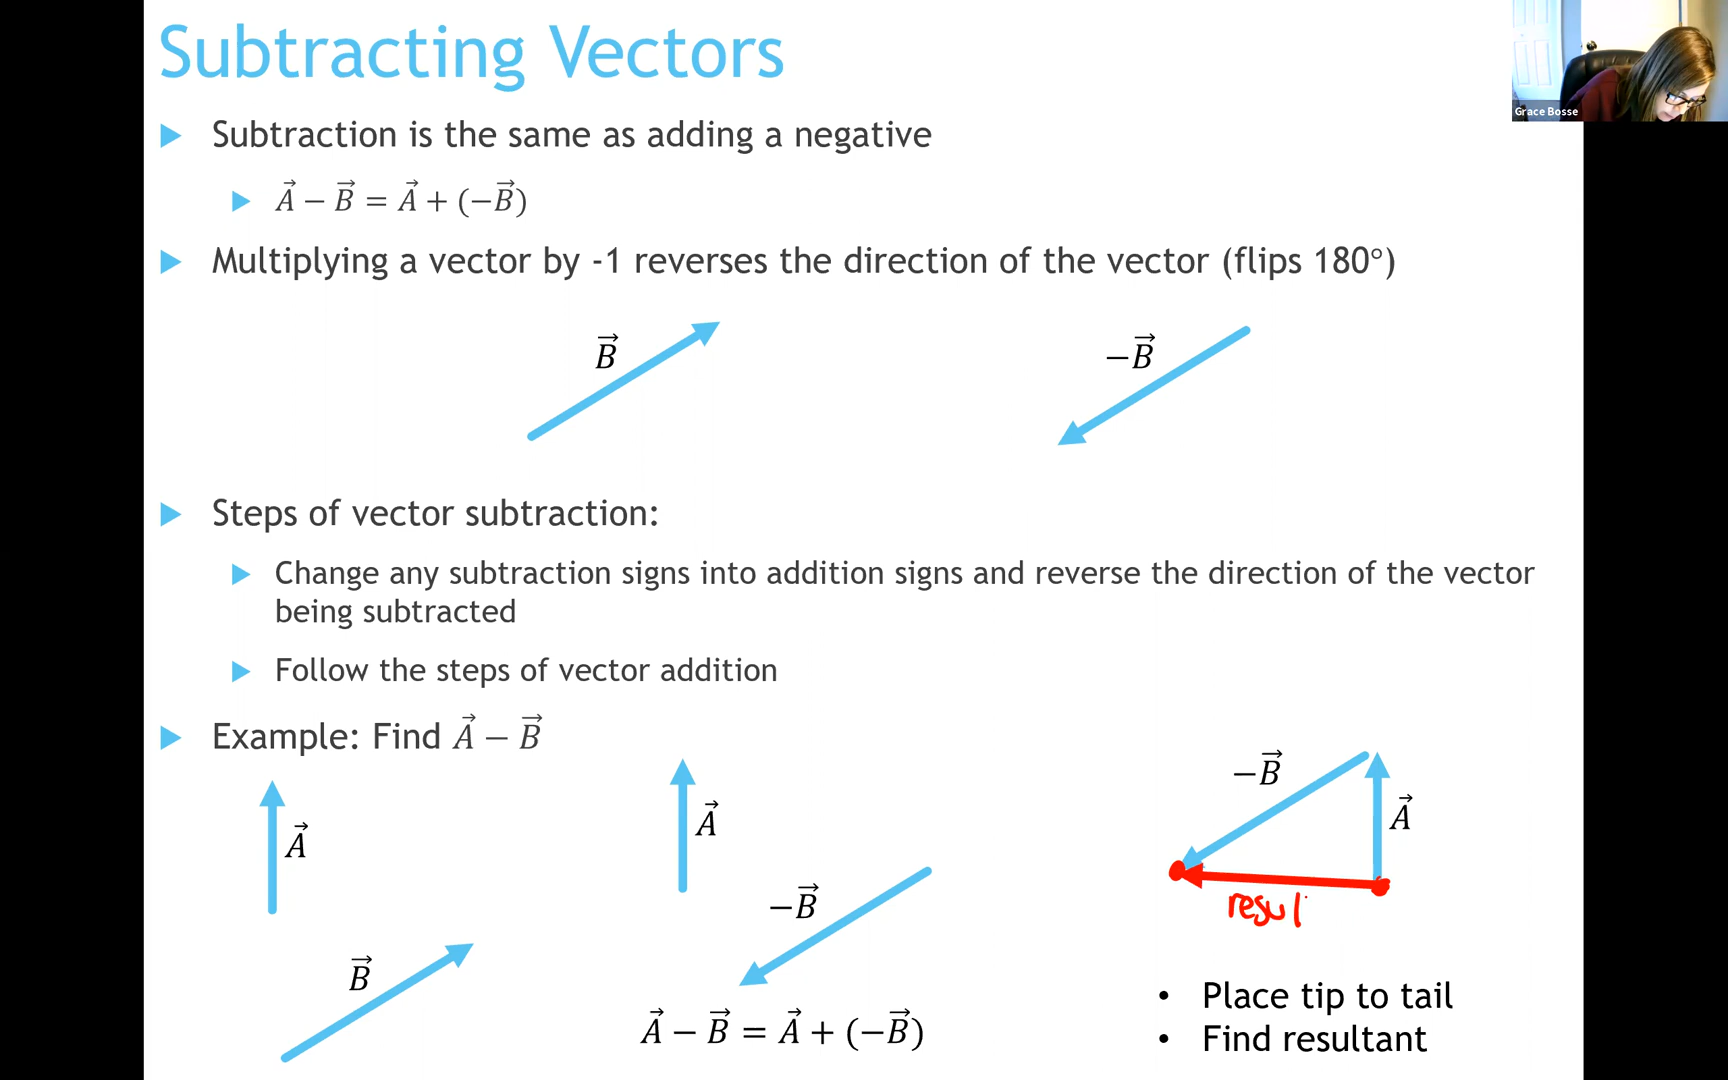 Subtracting Vectors
Grace Bosse
▶ Subtraction is the same as adding a negative
▶ A⃗ − B⃗ = A⃗ + (−B⃗)
▶ Multiplying a vector by -1 reverses the direction of the vector (flips 180°)
B⃗
−B⃗
▶ Steps of vector subtraction:
▶ Change any subtraction signs into addition signs and reverse the direction of the vector
being subtracted
▶ Follow the steps of vector addition
▶ Example: Find A⃗ − B⃗
A⃗
B⃗
A⃗
−B⃗
A⃗ − B⃗ = A⃗ + (−B⃗)
−B⃗
A⃗
resul
• Place tip to tail
• Find resultant